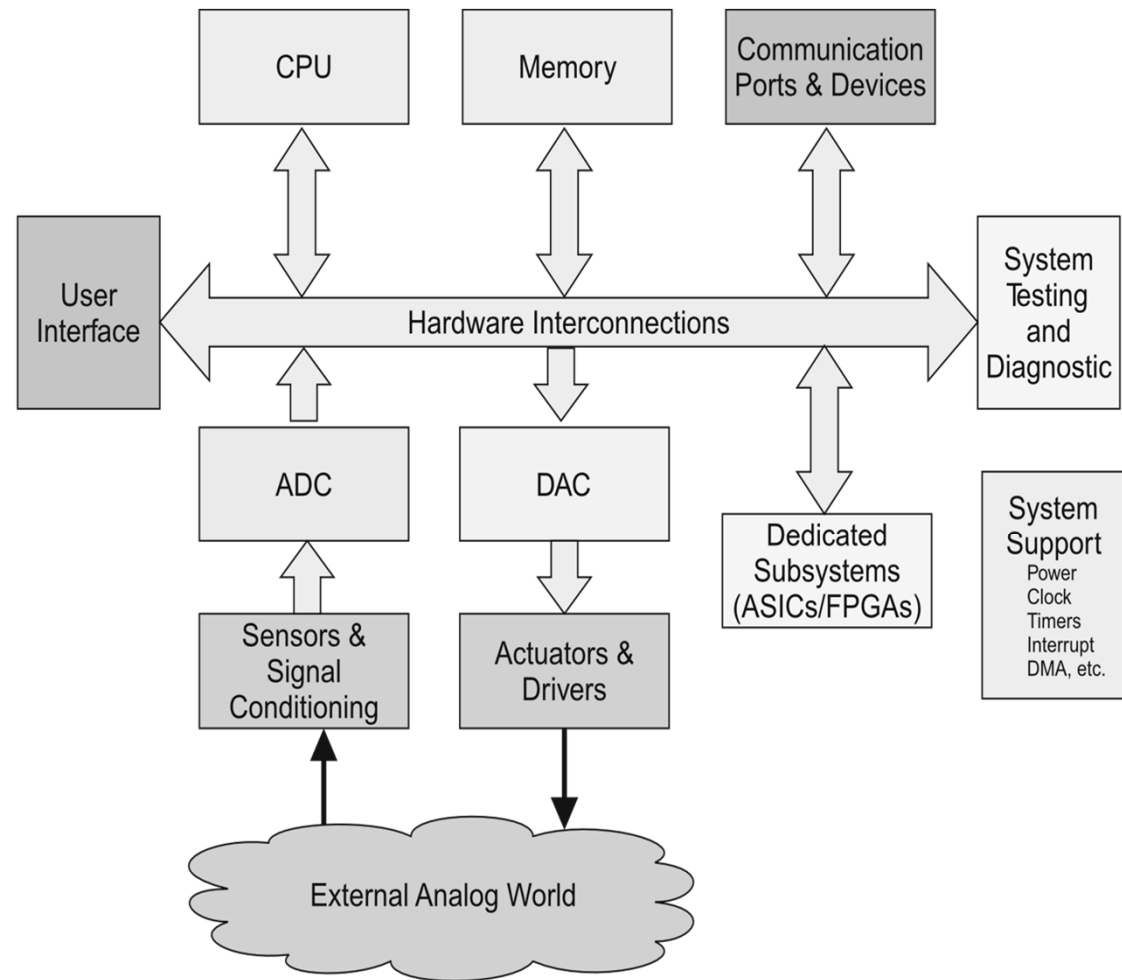 CPU
Memory
Communication
Ports & Devices
User
Interface
Hardware Interconnections
System
Testing
and
Diagnostic
ADC
DAC
Dedicated
Subsystems
(ASICs/FPGAs)
System
Support
Power
Clock
Timers
Interrupt
DMA, etc.
Sensors &
Signal
Conditioning
Actuators &
Drivers
External Analog World